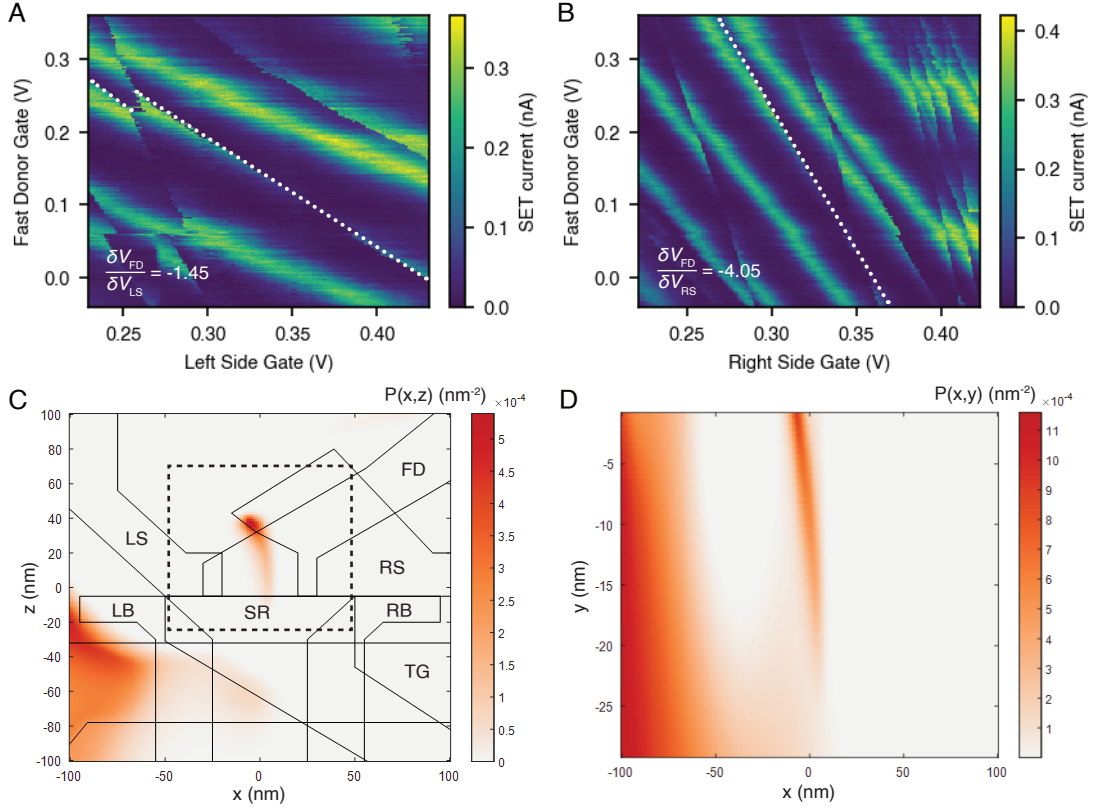 A
B
Fast Donor Gate (V)
0.3
0.2
0.1
0.0
δV_FD/δV_LS = -1.45
0.25 0.30 0.35 0.40
Left Side Gate (V)
0.3
0.2
0.1
0.0
SET current (nA)
Fast Donor Gate (V)
0.3
0.2
0.1
0.0
δV_FD/δV_RS = -4.05
0.25 0.30 0.35 0.40
Right Side Gate (V)
0.4
0.3
0.2
0.1
0.0
SET current (nA)
C
P(x,z) (nm⁻²)
×10⁻⁴
z (nm)
100
80
60
40
20
0
-20
-40
-60
-80
-100
FD
LS
RS
LB
SR
RB
TG
-100 -50 0 50 100
x (nm)
5
4.5
4
3.5
3
2.5
2
1.5
1
0.5
0
D
P(x,y) (nm⁻²)
×10⁻⁴
y (nm)
-5
-10
-15
-20
-25
-100 -50 0 50 100
x (nm)
11
10
9
8
7
6
5
4
3
2
1